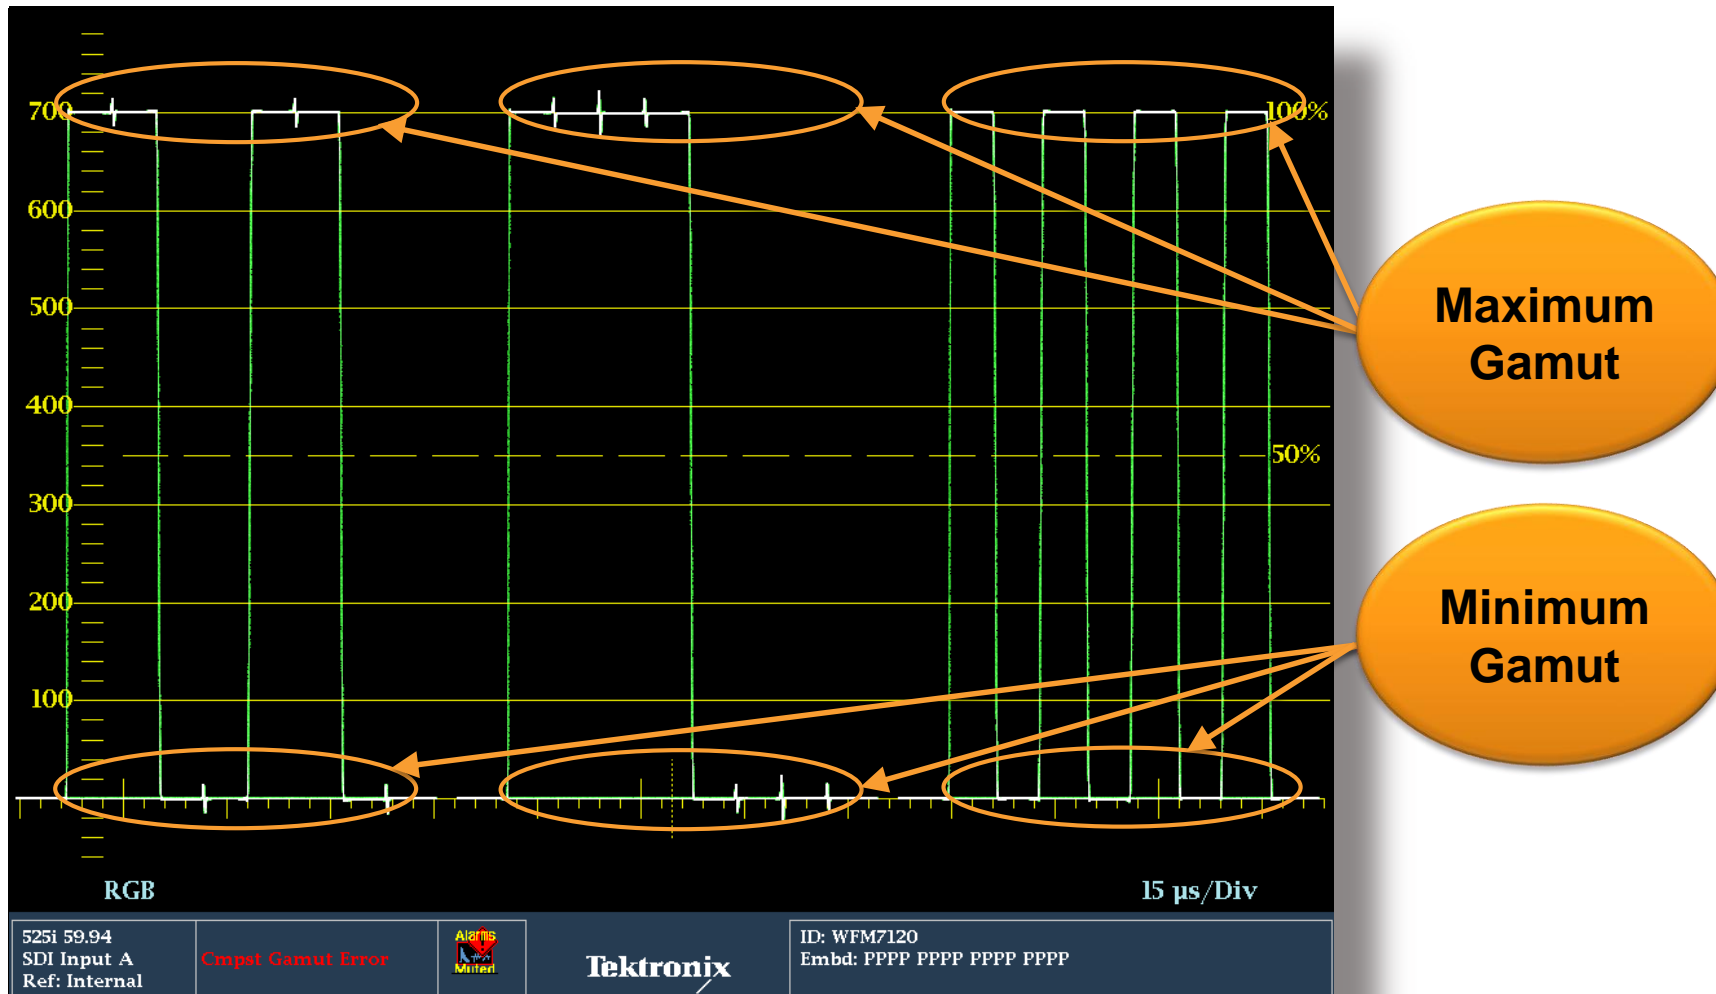 700
100%
600
500
400
50%
300
200
100
RGB
15 µs/Div
525i 59.94
SDI Input A
Ref: Internal
Cmpst Gamut Error
Alarms
Muted
Tektronix
ID: WFM7120
Embd: PPPP PPPP PPPP PPPP
Maximum
Gamut
Minimum
Gamut